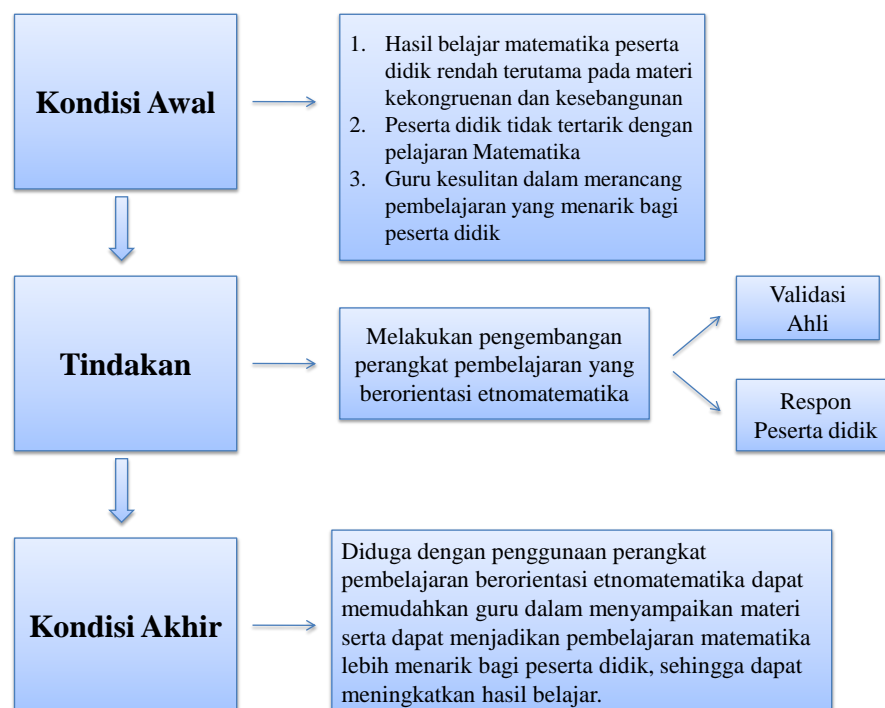 Kondisi Awal
1. Hasil belajar matematika peserta
didik rendah terutama pada materi
kekongruenan dan kesebangunan
2. Peserta didik tidak tertarik dengan
pelajaran Matematika
3. Guru kesulitan dalam merancang
pembelajaran yang menarik bagi
peserta didik
Tindakan
Melakukan pengembangan
perangkat pembelajaran yang
berorientasi etnomatematika
Validasi
Ahli
Respon
Peserta didik
Kondisi Akhir
Diduga dengan penggunaan perangkat
pembelajaran berorientasi etnomatematika dapat
memudahkan guru dalam menyampaikan materi
serta dapat menjadikan pembelajaran matematika
lebih menarik bagi peserta didik, sehingga dapat
meningkatkan hasil belajar.